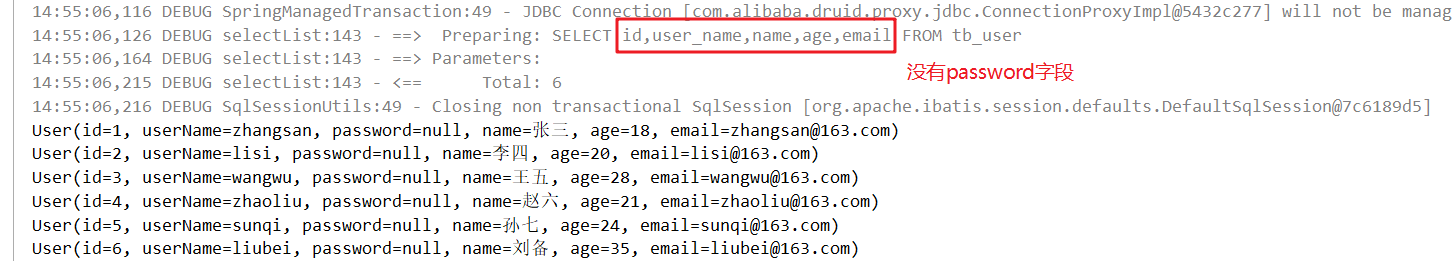 14:55:06,116 DEBUG SpringManagedTransaction:49 - JDBC Connection [com.alibaba.druid.proxy.jdbc.ConnectionProxyImpl@5432c277] will not be manag
14:55:06,126 DEBUG selectList:143 - ==>  Preparing: SELECT id,user_name,name,age,email FROM tb_user
14:55:06,164 DEBUG selectList:143 - ==> Parameters:
没有password字段
14:55:06,215 DEBUG selectList:143 - <==      Total: 6
14:55:06,216 DEBUG SqlSessionUtils:49 - Closing non transactional SqlSession [org.apache.ibatis.session.defaults.DefaultSqlSession@7c6189d5]
User(id=1, userName=zhangsan, password=null, name=张三, age=18, email=zhangsan@163.com)
User(id=2, userName=lisi, password=null, name=李四, age=20, email=lisi@163.com)
User(id=3, userName=wangwu, password=null, name=王五, age=28, email=wangwu@163.com)
User(id=4, userName=zhaoliu, password=null, name=赵六, age=21, email=zhaoliu@163.com)
User(id=5, userName=sunqi, password=null, name=孙七, age=24, email=sunqi@163.com)
User(id=6, userName=liubei, password=null, name=刘备, age=35, email=liubei@163.com)